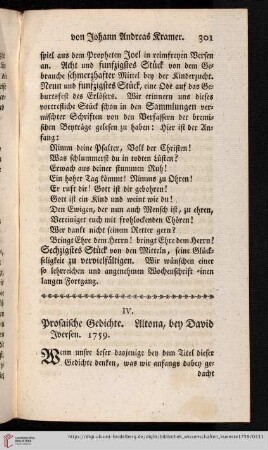 von Johann Andreas Kramer. 301
spiel aus dem Propheten Joel in reimfreyen Versen
an. Acht und funfzigstes Stück von dem Ge-
brauche schmerzhafter Mittel bey der Kinderzucht.
Neun und funfzigstes Stück, eine Ode auf das Ge-
burtsfest des Erlösers. Wir erinnern uns dieses
vortrefliche Stück schon in den Sammlungen ver-
mischter Schriften von den Verfassern der bremi-
schen Beyträge gelesen zu haben: Hier ist der An-
fang:
Nimm deine Psalter, Volk der Christen!
Was schlummerst du in todten Lüsten?
Erwach aus deiner stummen Ruh!
Ein hoher Tag kömmt! Nimms zu Ohren!
Er ruft dir! Gott ist dir gebohren!
Gott ist ein Kind und weint wie du!
Den Ewigen, der nun auch Mensch ist, zu ehren,
Vereiniget euch mit frohlockenden Chören!
Wer dankt nicht seinem Retter gern?
Bringt Ehre dem Herrn! bringt Ehre dem Herrn!
Sechzigstes Stück von den Mitteln, seine Glück-
seligkeit zu vervielfältigen. Wir wünschen einer
so lehrreichen und angenehmen Wochenschrift einen
langen Fortgang.
IV.
Prosaische Gedichte. Altona, bey David
Iversen. 1759.
Wenn unsre Leser dasjenige bey dem Titel dieser
Gedichte denken, was wir anfangs dabey ge-
dacht